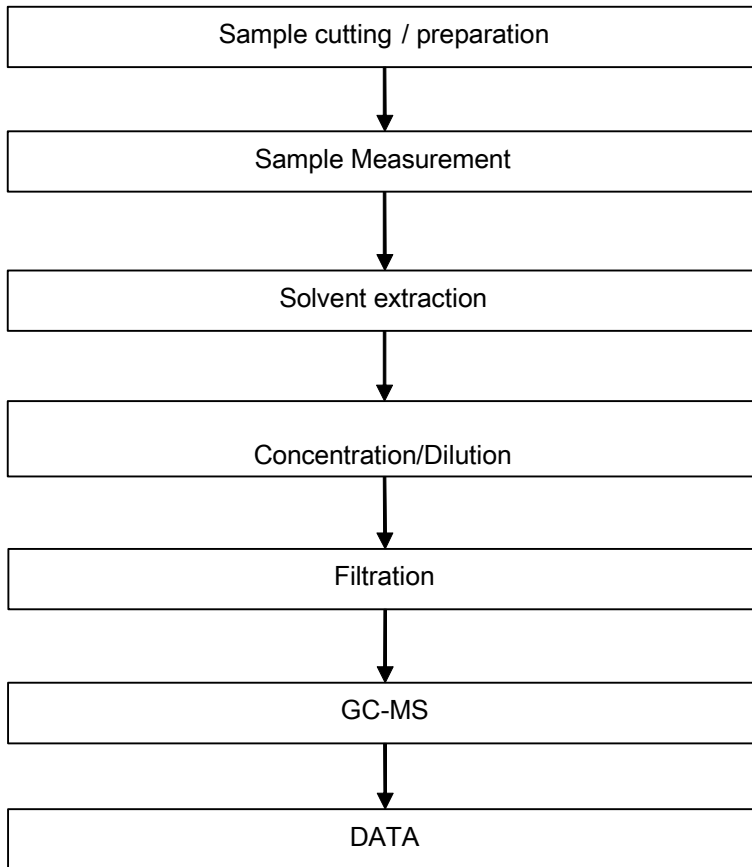 Sample cutting / preparation
Sample Measurement
Solvent extraction
Concentration/Dilution
Filtration
GC-MS
DATA